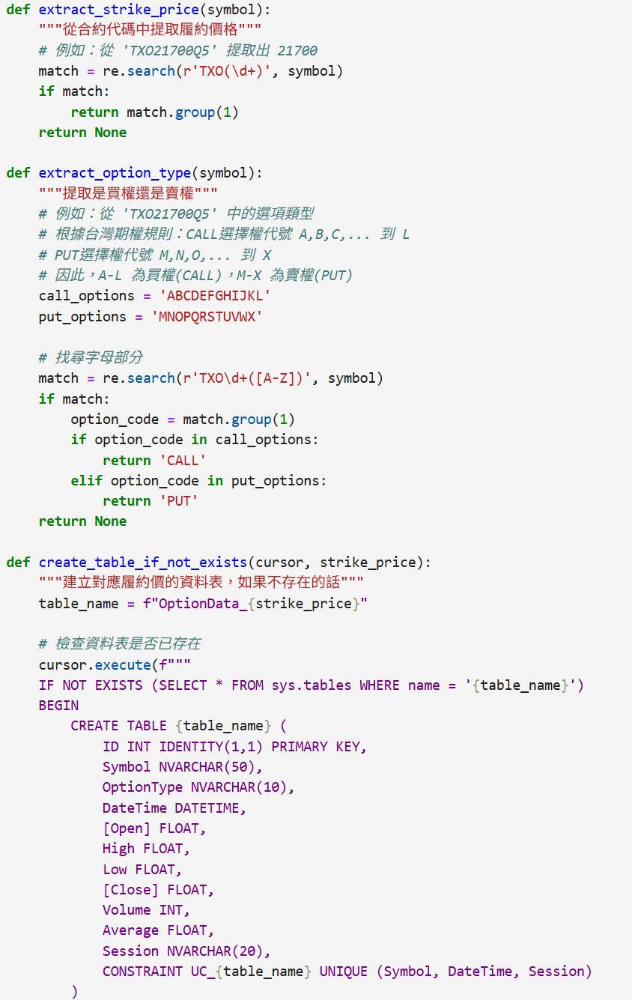 def extract_strike_price(symbol):
    """從合約代碼中提取履約價格"""
    # 例如：從 'TXO21700Q5' 提取出 21700
    match = re.search(r'TXO(\d+)', symbol)
    if match:
        return match.group(1)
    return None

def extract_option_type(symbol):
    """提取是買權還是賣權"""
    # 例如：從 'TXO21700Q5' 中的選項類型
    # 根據台灣期權規則：CALL選擇權代號 A,B,C,... 到 L
    # PUT選擇權代號 M,N,O,... 到 X
    # 因此，A-L 為買權(CALL)，M-X 為賣權(PUT)
    call_options = 'ABCDEFGHIJKL'
    put_options = 'MNOPQRSTUVWX'

    # 找尋字母部分
    match = re.search(r'TXO\d+([A-Z])', symbol)
    if match:
        option_code = match.group(1)
        if option_code in call_options:
            return 'CALL'
        elif option_code in put_options:
            return 'PUT'
    return None

def create_table_if_not_exists(cursor, strike_price):
    """建立對應履約價的資料表，如果不存在的話"""
    table_name = f"OptionData_{strike_price}"

    # 檢查資料表是否已存在
    cursor.execute(f"""
    IF NOT EXISTS (SELECT * FROM sys.tables WHERE name = '{table_name}')
    BEGIN
        CREATE TABLE {table_name} (
            ID INT IDENTITY(1,1) PRIMARY KEY,
            Symbol NVARCHAR(50),
            OptionType NVARCHAR(10),
            DateTime DATETIME,
            [Open] FLOAT,
            High FLOAT,
            Low FLOAT,
            [Close] FLOAT,
            Volume INT,
            Average FLOAT,
            Session NVARCHAR(20),
            CONSTRAINT UC_{table_name} UNIQUE (Symbol, DateTime, Session)
        )